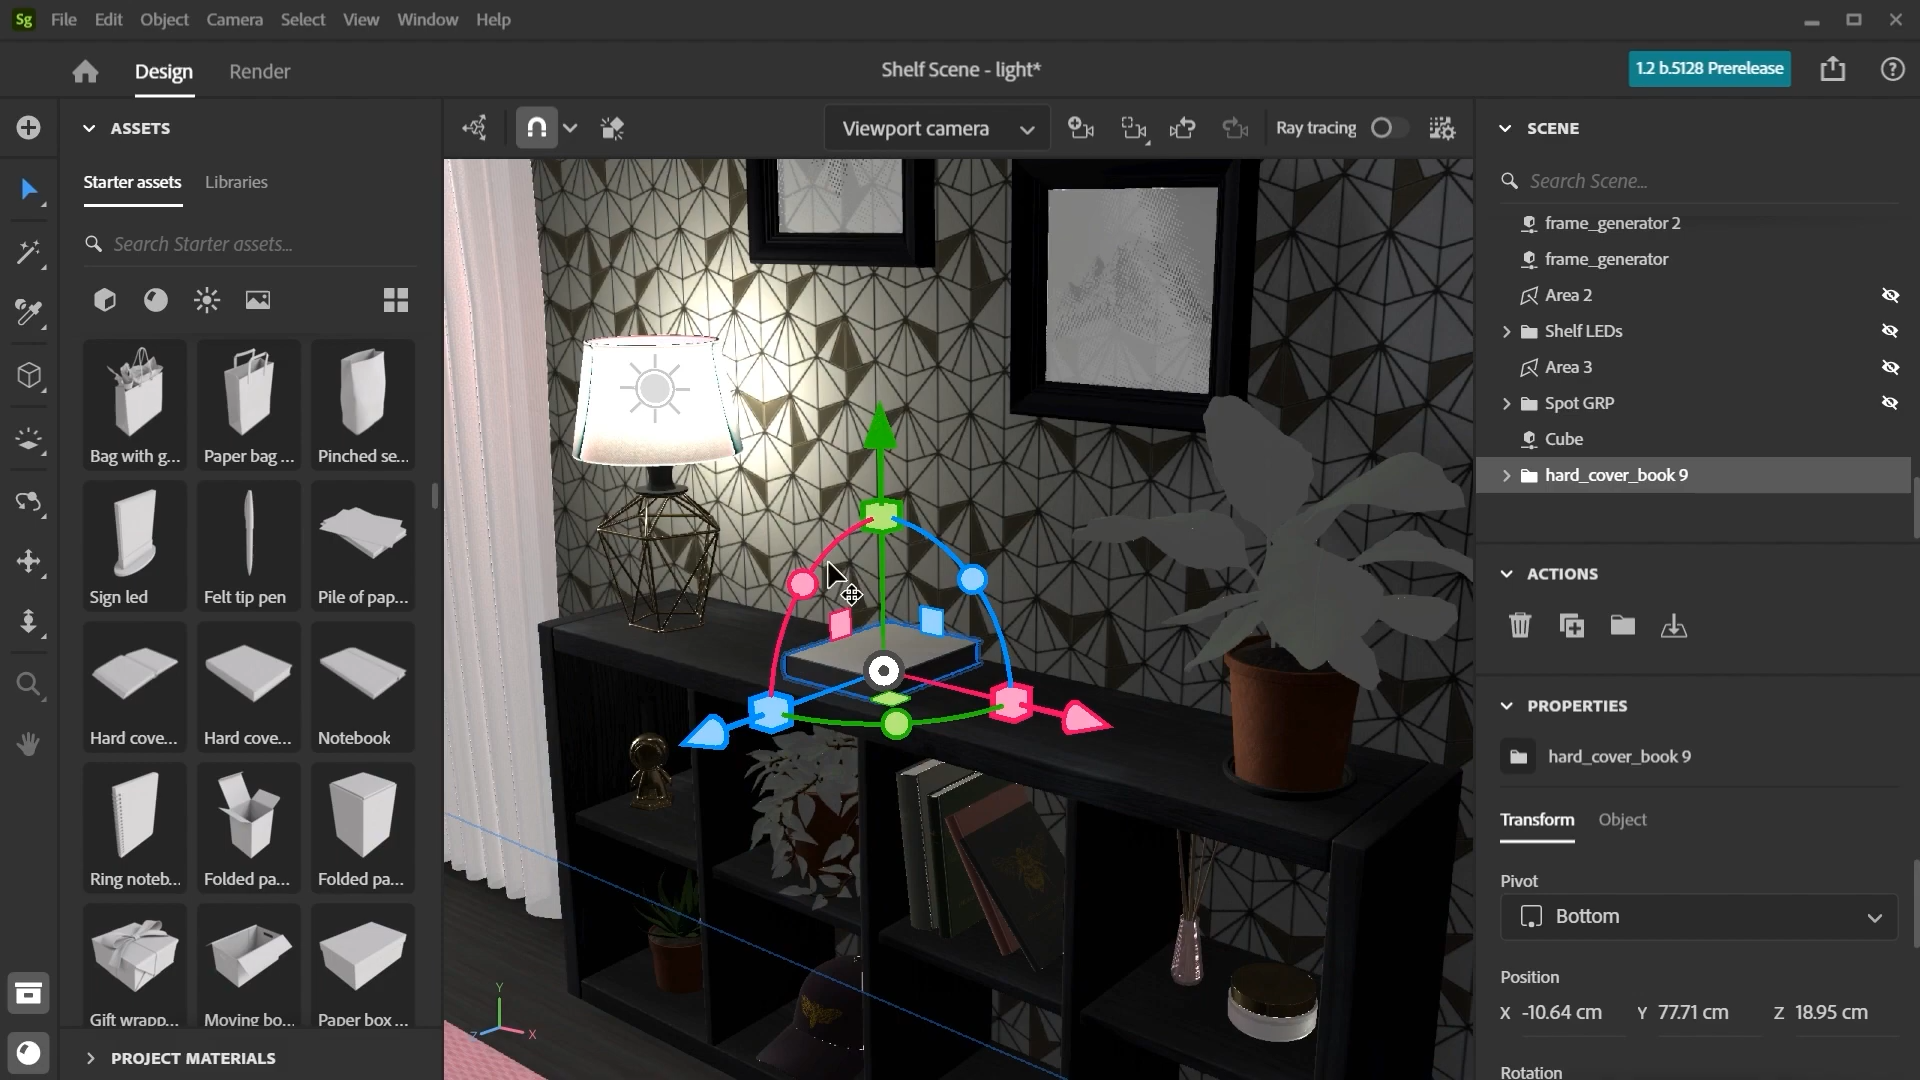 Sg File Edit Object Camera Select View Window Help
Design Render Shelf Scene - light* 1.2 b.5128 Prerelease
ASSETS
Starter assets Libraries
Search Starter assets...
Bag with g... Paper bag ... Pinched se...
Sign led Felt tip pen Pile of pap...
Hard cove... Hard cove... Notebook
Ring noteb... Folded pa... Folded pa...
Gift wrapp... Moving bo... Paper box ...
PROJECT MATERIALS
Viewport camera Ray tracing
Y
Z X
SCENE
Search Scene...
frame_generator 2
frame_generator
Area 2
Shelf LEDs
Area 3
Spot GRP
Cube
hard_cover_book 9
ACTIONS
PROPERTIES
hard_cover_book 9
Transform Object
Pivot
Bottom
Position
X -10.64 cm Y 77.71 cm Z 18.95 cm
Rotation